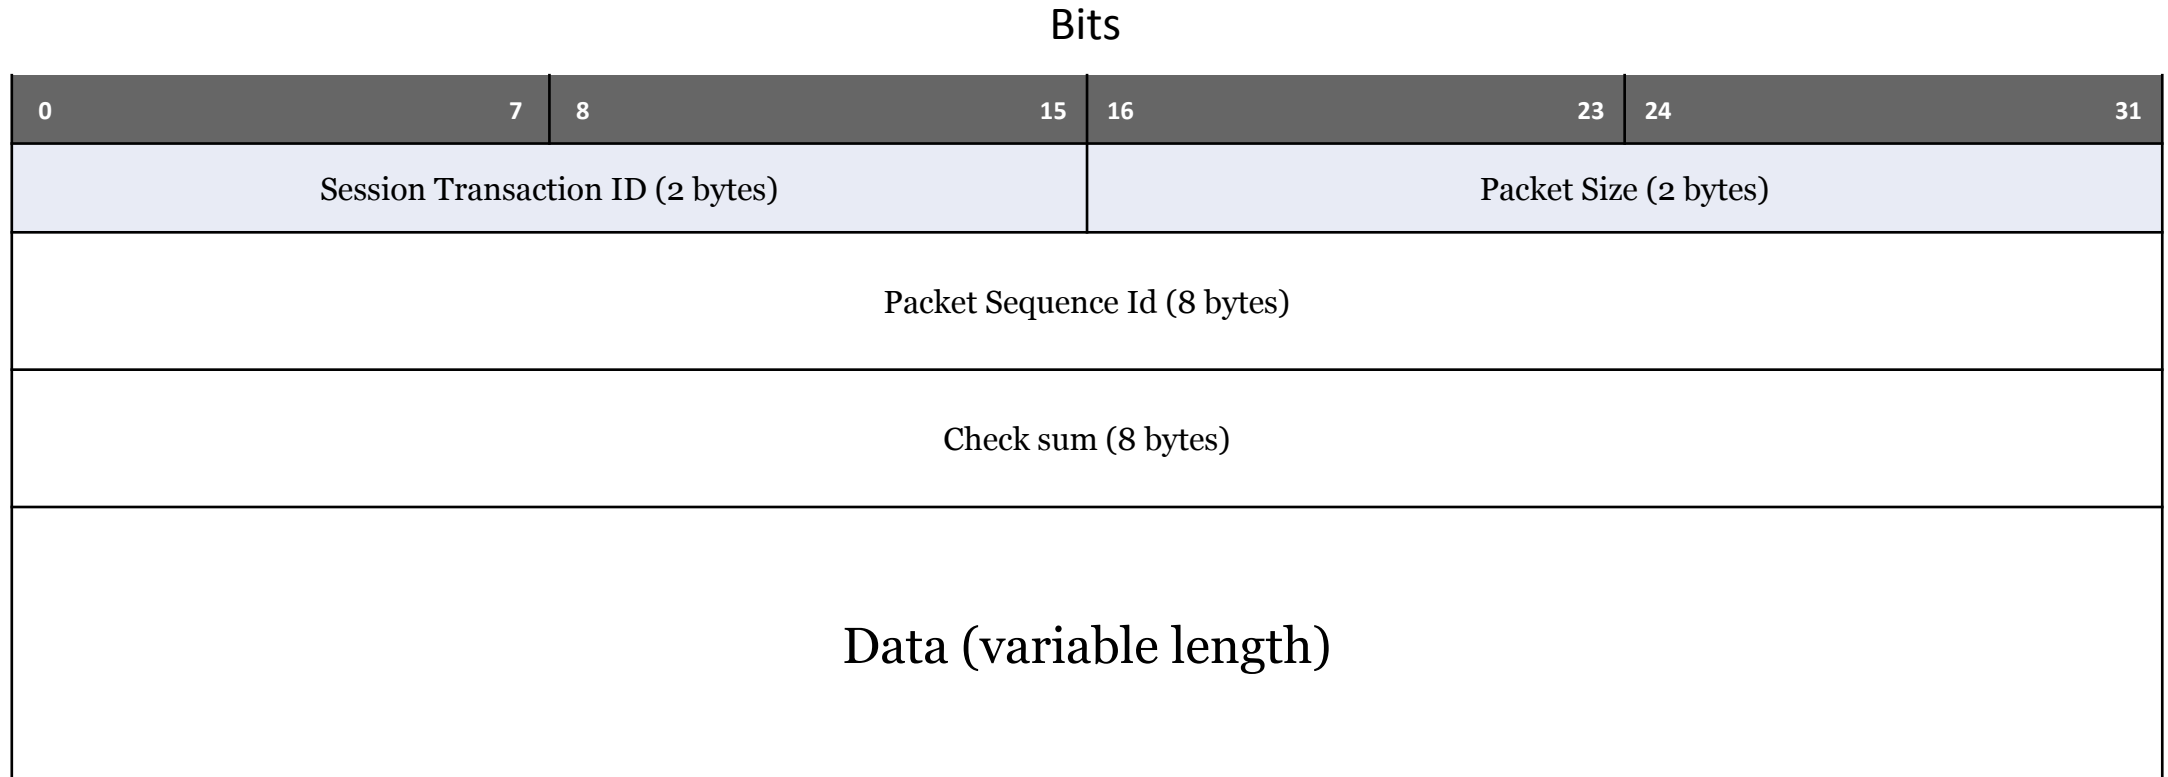 Bits
0 7 8 15 16 23 24 31
Session Transaction ID (2 bytes) Packet Size (2 bytes)
Packet Sequence Id (8 bytes)
Check sum (8 bytes)
Data (variable length)